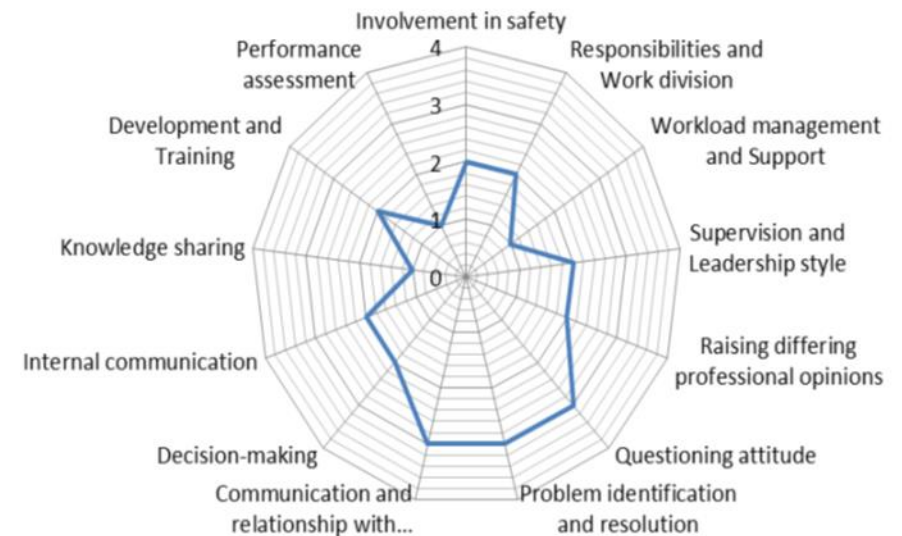 Involvement in safety
Responsibilities and
Work division
Workload management
and Support
Supervision and
Leadership style
Raising differing
professional opinions
Questioning attitude
Problem identification
and resolution
Communication and
relationship with...
Decision-making
Internal communication
Knowledge sharing
Development and
Training
Performance
assessment
4
3
2
1
0